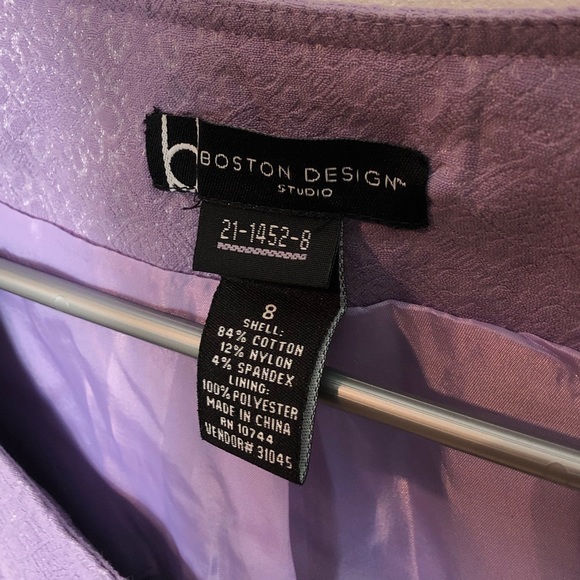 b BOSTON DESIGN™
STUDIO
21-1452-8
8
SHELL:
84% COTTON
12% NYLON
4% SPANDEX
LINING:
100% POLYESTER
MADE IN CHINA
RN 10744
VENDOR# 31045